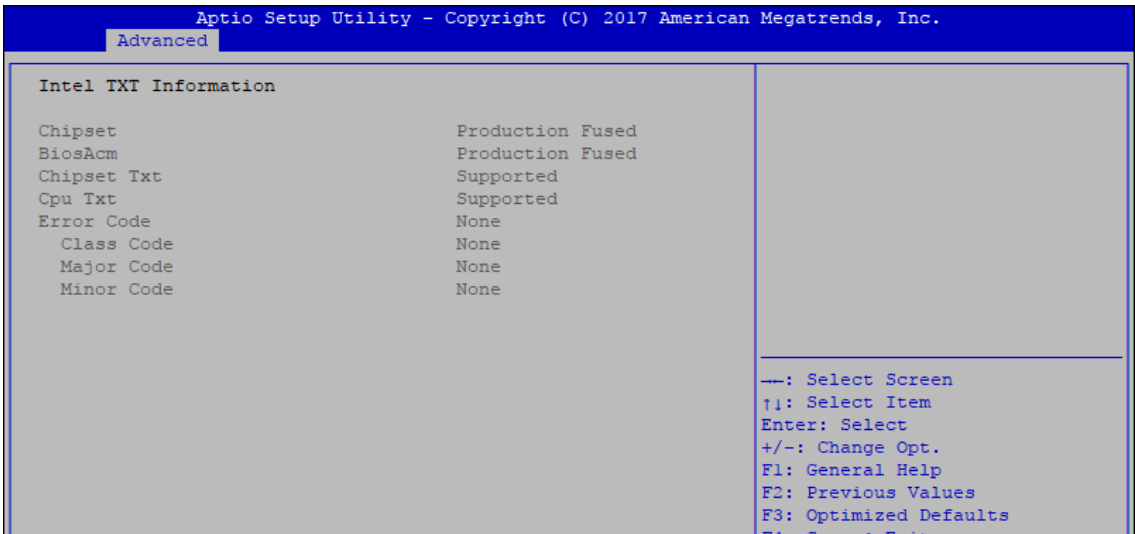 Aptio Setup Utility - Copyright (C) 2017 American Megatrends, Inc.
Advanced
Intel TXT Information
Chipset Production Fused
BiosAcm Production Fused
Chipset Txt Supported
Cpu Txt Supported
Error Code None
Class Code None
Major Code None
Minor Code None
→←: Select Screen
↑↓: Select Item
Enter: Select
+/-: Change Opt.
F1: General Help
F2: Previous Values
F3: Optimized Defaults